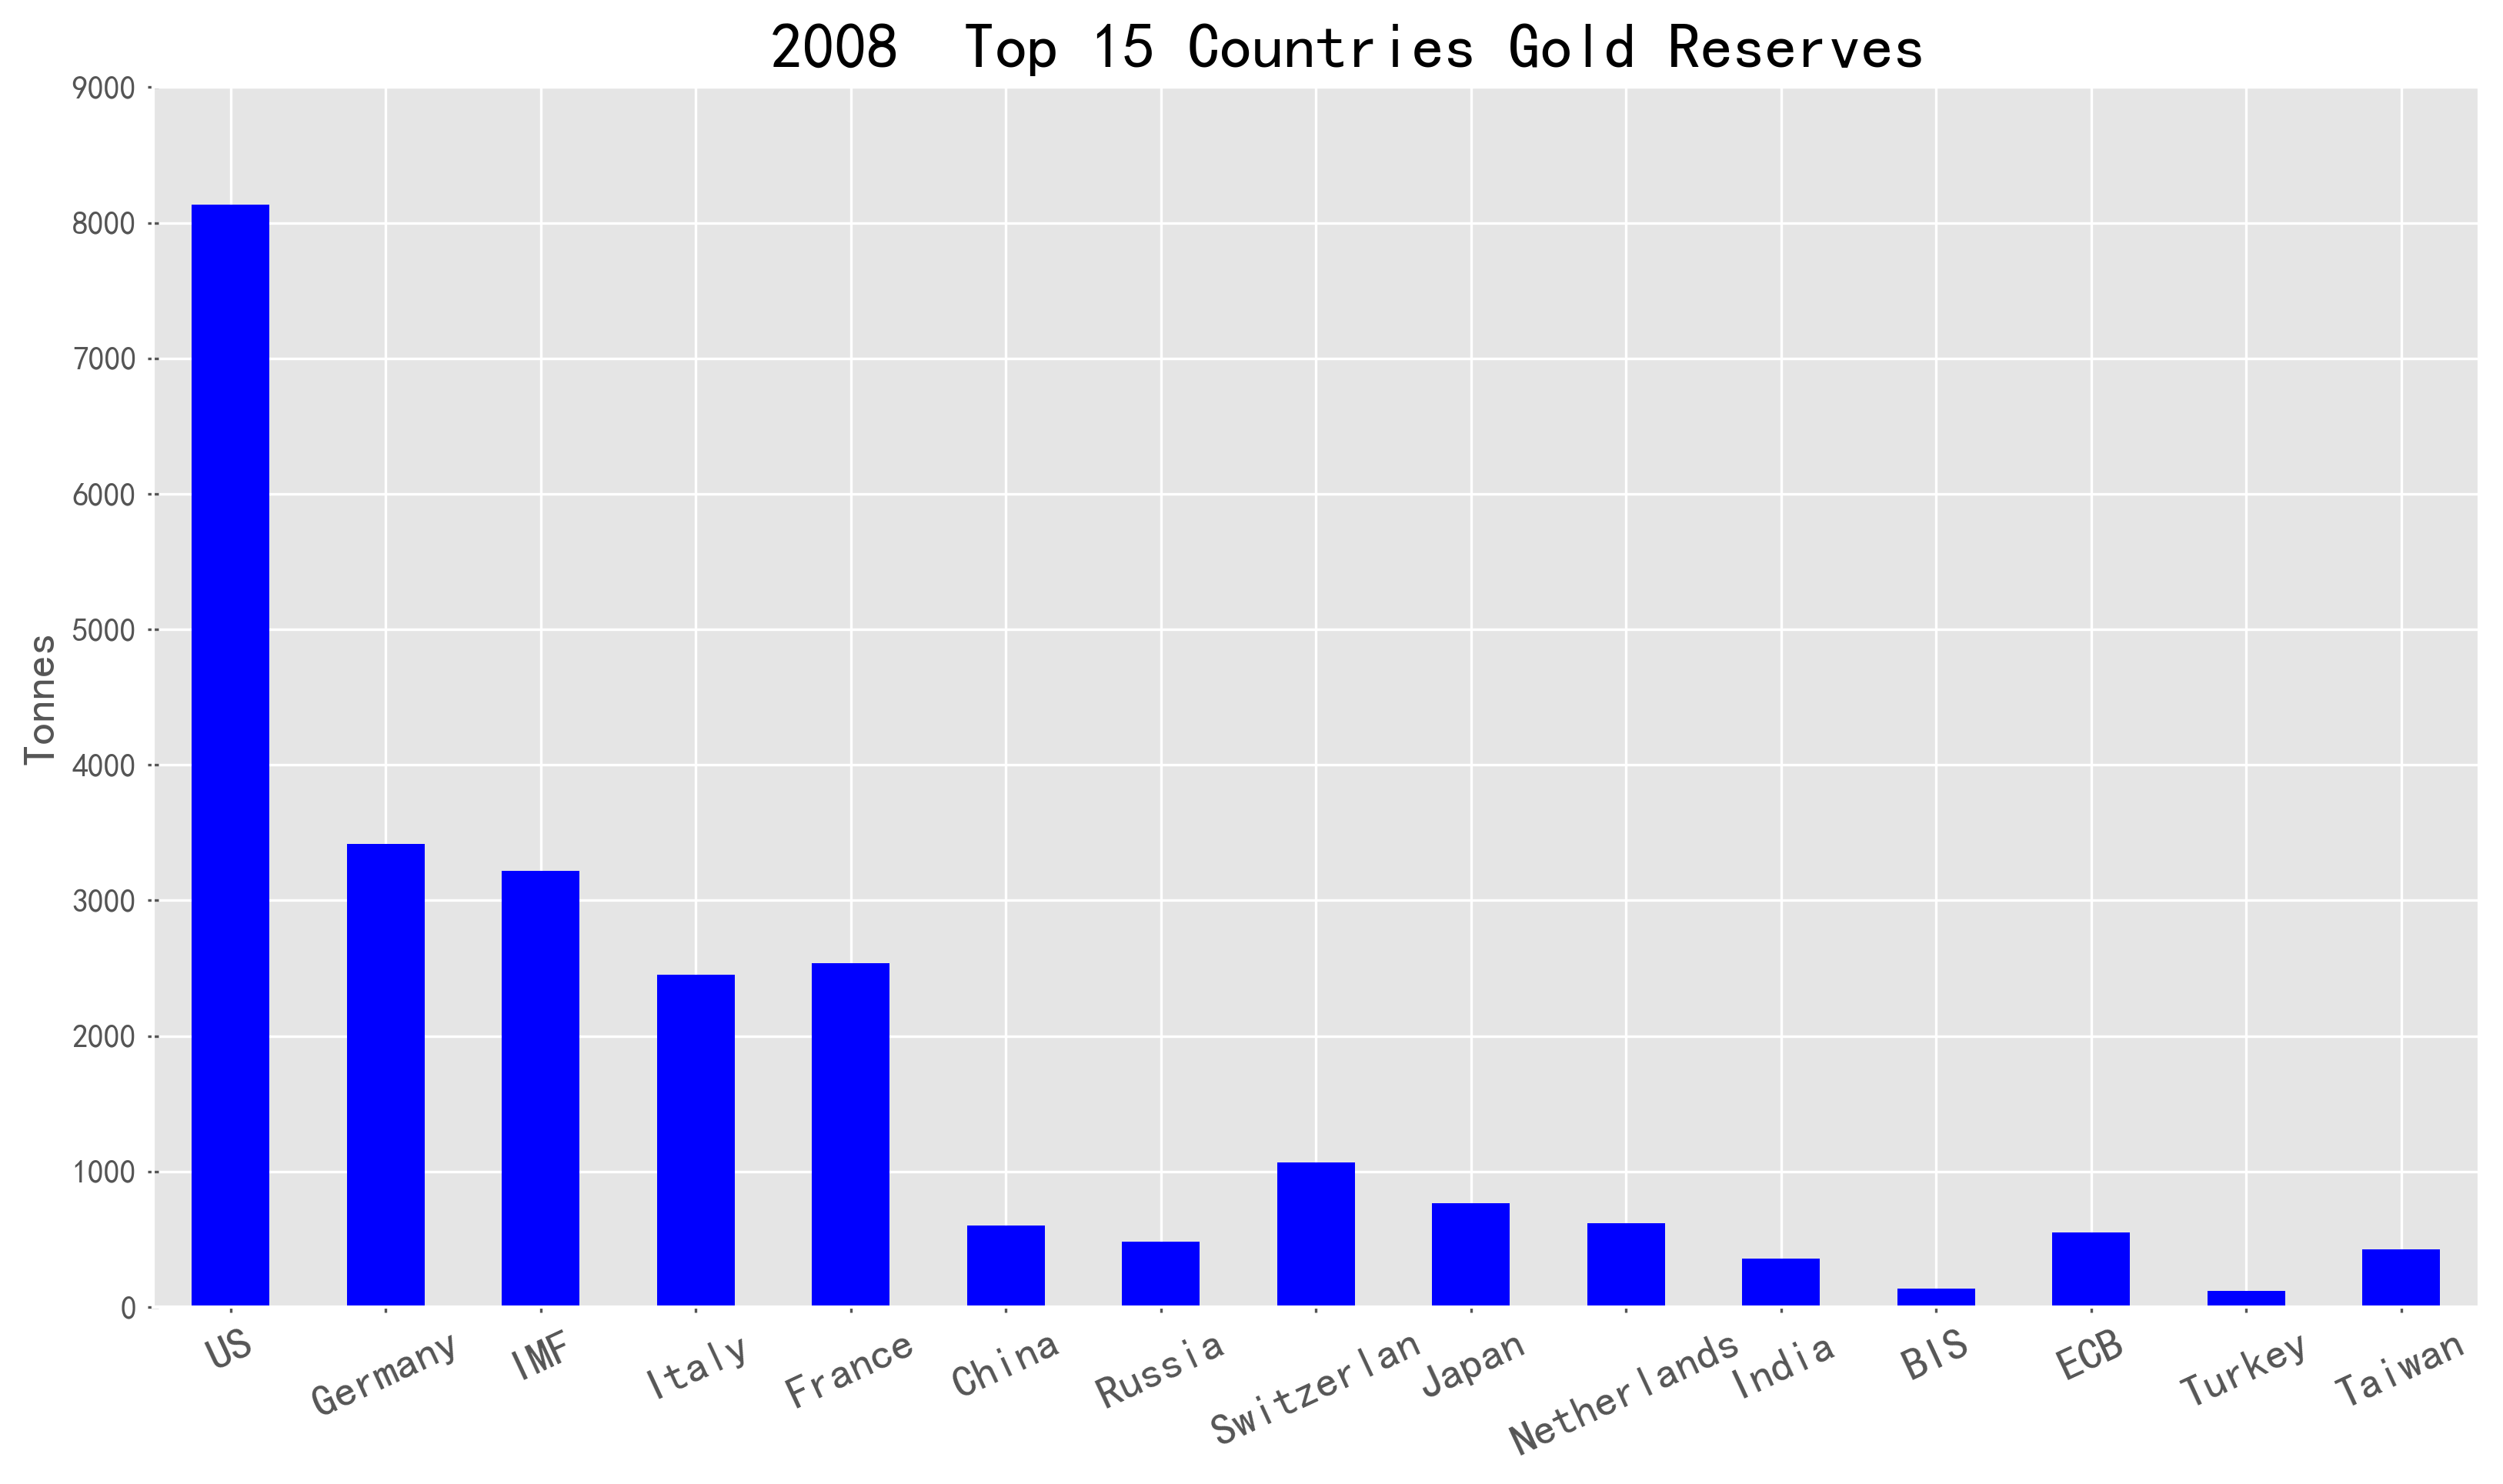 2008  Top 15 Countries Gold Reserves
9000
8000
7000
6000
5000
4000
3000
2000
1000
0
Tonnes
US
Germany
IMF
Italy
France
China
Russia
Switzerlan
Japan
Netherlands
India
BIS
ECB
Turkey
Taiwan